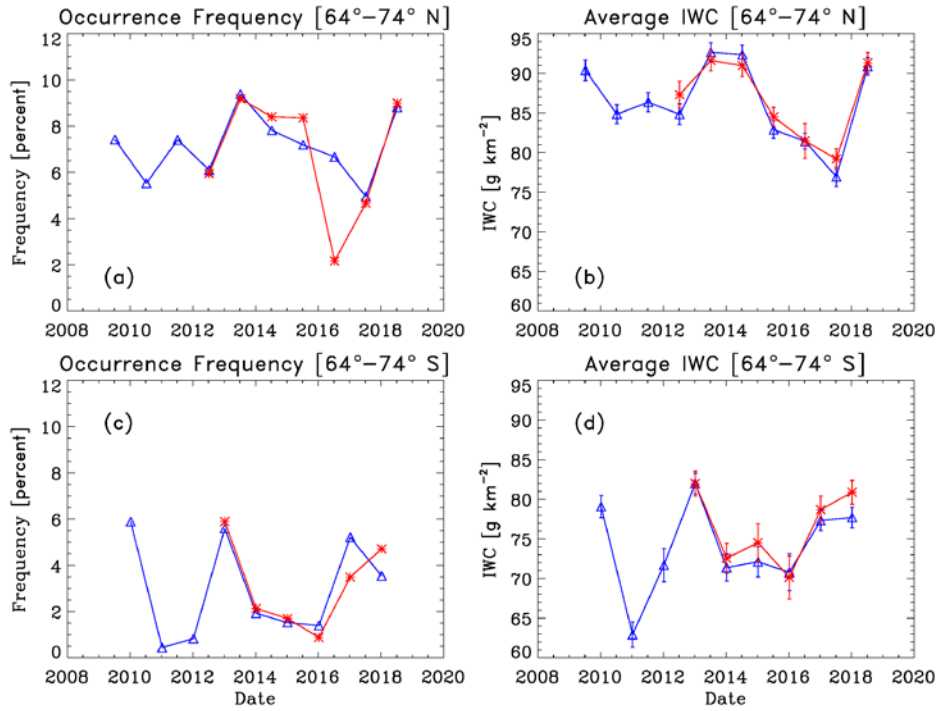 Occurrence Frequency [64°−74° N]
Frequency [percent]
12
10
8
6
4
2
0
(a)
2008 2010 2012 2014 2016 2018 2020
Average IWC [64°−74° N]
IWC [g km⁻²]
95
90
85
80
75
70
65
60
(b)
2008 2010 2012 2014 2016 2018 2020
Occurrence Frequency [64°−74° S]
Frequency [percent]
12
10
8
6
4
2
0
(c)
2008 2010 2012 2014 2016 2018 2020
Date
Average IWC [64°−74° S]
IWC [g km⁻²]
95
90
85
80
75
70
65
60
(d)
2008 2010 2012 2014 2016 2018 2020
Date